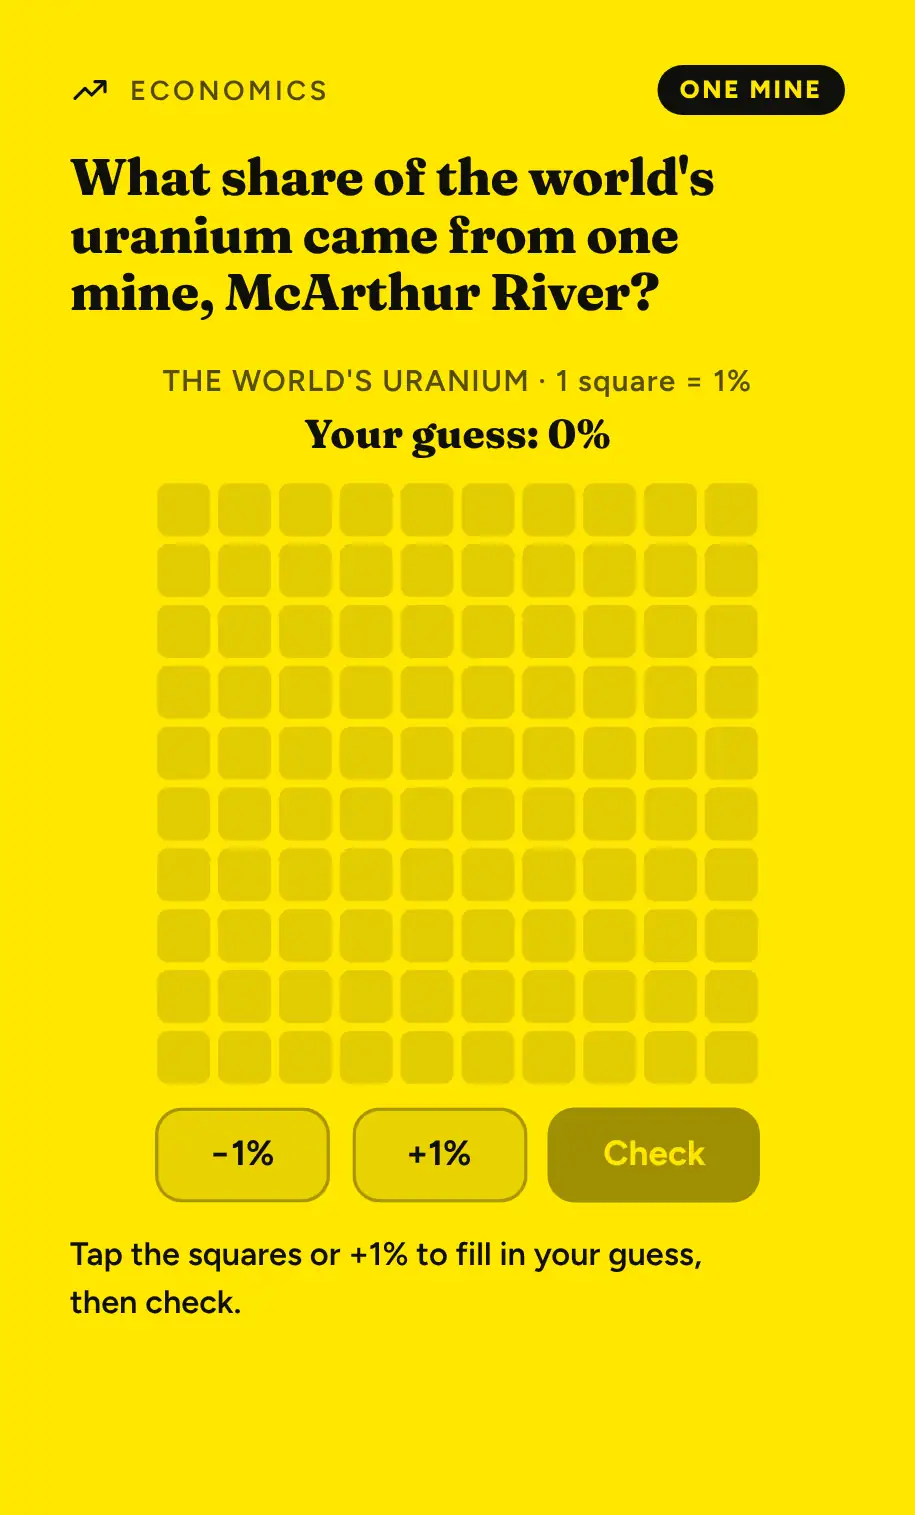 ECONOMICS
ONE MINE
What share of the world's
uranium came from one
mine, McArthur River?
THE WORLD'S URANIUM · 1 square = 1%
Your guess: 0%
−1%
+1%
Check
Tap the squares or +1% to fill in your guess,
then check.